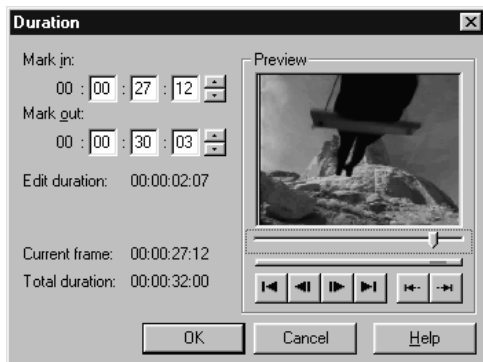 Duration
Mark in:
00 : 00 : 27 : 12
Mark out:
00 : 00 : 30 : 03
Edit duration: 00:00:02:07
Current frame: 00:00:27:12
Total duration: 00:00:32:00
Preview
OK Cancel Help